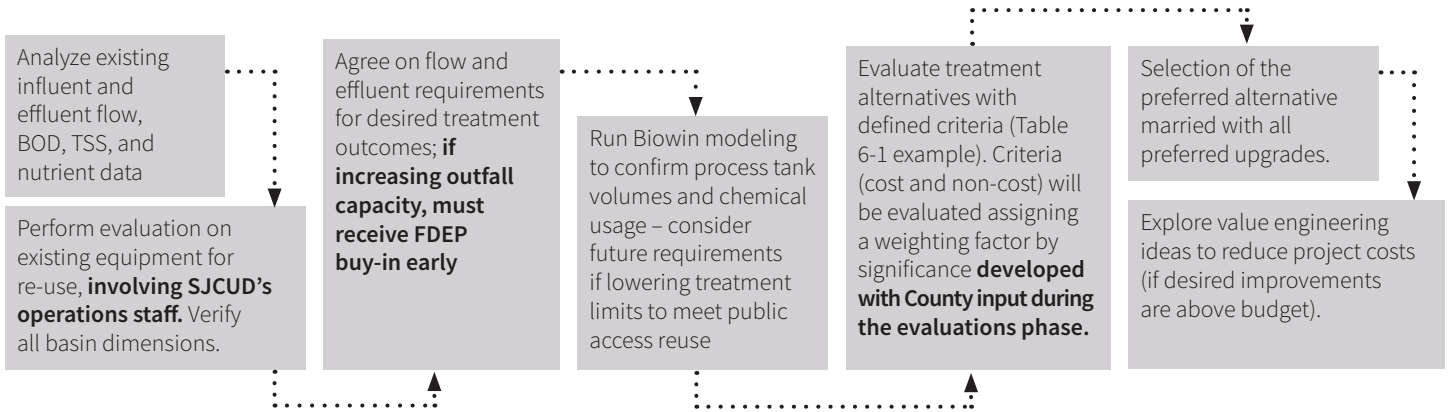 Analyze existing
influent and
effluent flow,
BOD, TSS, and
nutrient data
Perform evaluation on
existing equipment for
re-use, involving SJCUD’s
operations staff. Verify
all basin dimensions.
Agree on flow and
effluent requirements
for desired treatment
outcomes; if
increasing outfall
capacity, must
receive FDEP
buy-in early
Run Biowin modeling
to confirm process tank
volumes and chemical
usage – consider
future requirements
if lowering treatment
limits to meet public
access reuse
Evaluate treatment
alternatives with
defined criteria (Table
6-1 example). Criteria
(cost and non-cost) will
be evaluated assigning
a weighting factor by
significance developed
with County input during
the evaluations phase.
Selection of the
preferred alternative
married with all
preferred upgrades.
Explore value engineering
ideas to reduce project costs
(if desired improvements
are above budget).